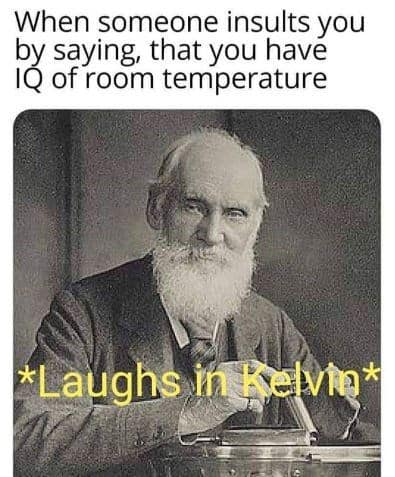 When someone insults you
by saying, that you have
IQ of room temperature
*Laughs in Kelvin*